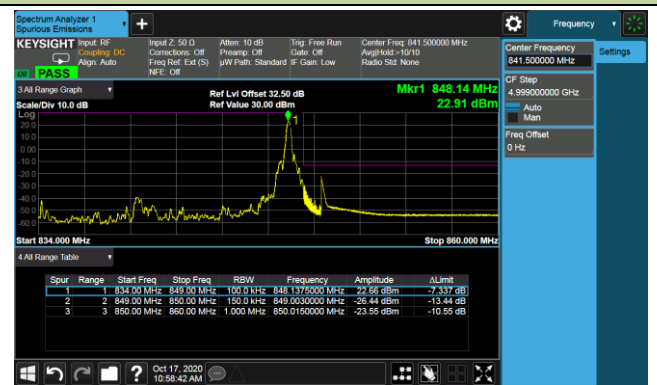 Spectrum Analyzer 1
Spurious Emissions
Frequency
KEYSIGHT
Input: RF
Coupling: DC
Align: Auto
Input Z: 50 Ω
Corrections: Off
Freq Ref: Ext (S)
NFE: Off
Atten: 10 dB
Preamp: Off
µW Path: Standard
Trig: Free Run
Gate: Off
IF Gain: Low
Center Freq: 841.500000 MHz
Avg|Hold:>10/10
Radio Std: None
PASS
Center Frequency
841.500000 MHz
Settings
CF Step
4.999000000 GHz
Auto
Man
Freq Offset
0 Hz
3 All Range Graph
Scale/Div 10.0 dB
Ref Lvl Offset 32.50 dB
Ref Value 30.00 dBm
Mkr1 848.14 MHz
22.91 dBm
Log
20.0
10.0
0.00
-10.0
-20.0
-30.0
-40.0
-50.0
-60.0
1
Start 834.000 MHz
Stop 860.000 MHz
4 All Range Table
Spur Range Start Freq Stop Freq RBW Frequency Amplitude ΔLimit
1 1 834.00 MHz 849.00 MHz 100.0 kHz 848.1375000 MHz 22.66 dBm -7.337 dB
2 2 849.00 MHz 850.00 MHz 150.0 kHz 849.0030000 MHz -26.44 dBm -13.44 dB
3 3 850.00 MHz 860.00 MHz 1.000 MHz 850.0150000 MHz -23.55 dBm -10.55 dB
?
Oct 17, 2020
10:58:42 AM